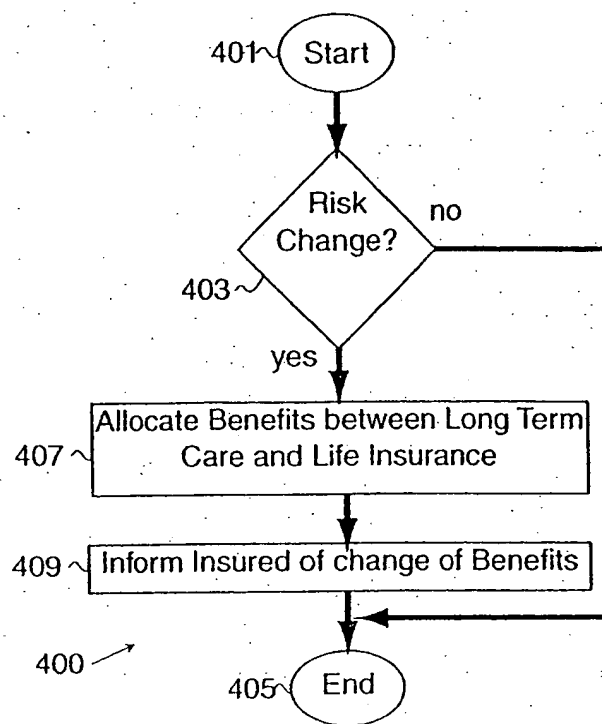 401
Start
Risk
Change?
no
403
yes
Allocate Benefits between Long Term
Care and Life Insurance
407
409
Inform Insured of change of Benefits
400
405
End